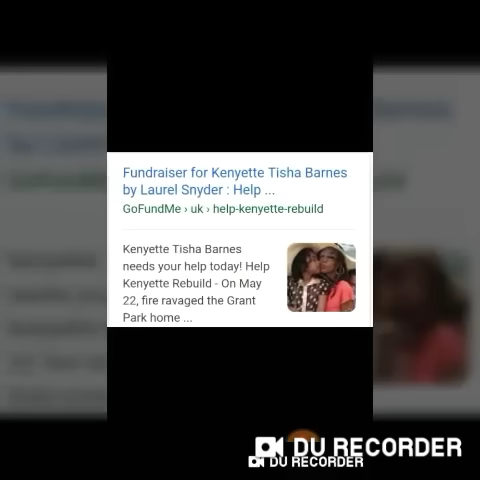 Fundraiser for Kenyette Tisha Barnes
by Laurel Snyder : Help ...
GoFundMe › uk › help-kenyette-rebuild
Kenyette Tisha Barnes
needs your help today! Help
Kenyette Rebuild - On May
22, fire ravaged the Grant
Park home ...
DU RECORDER
DU RECORDER